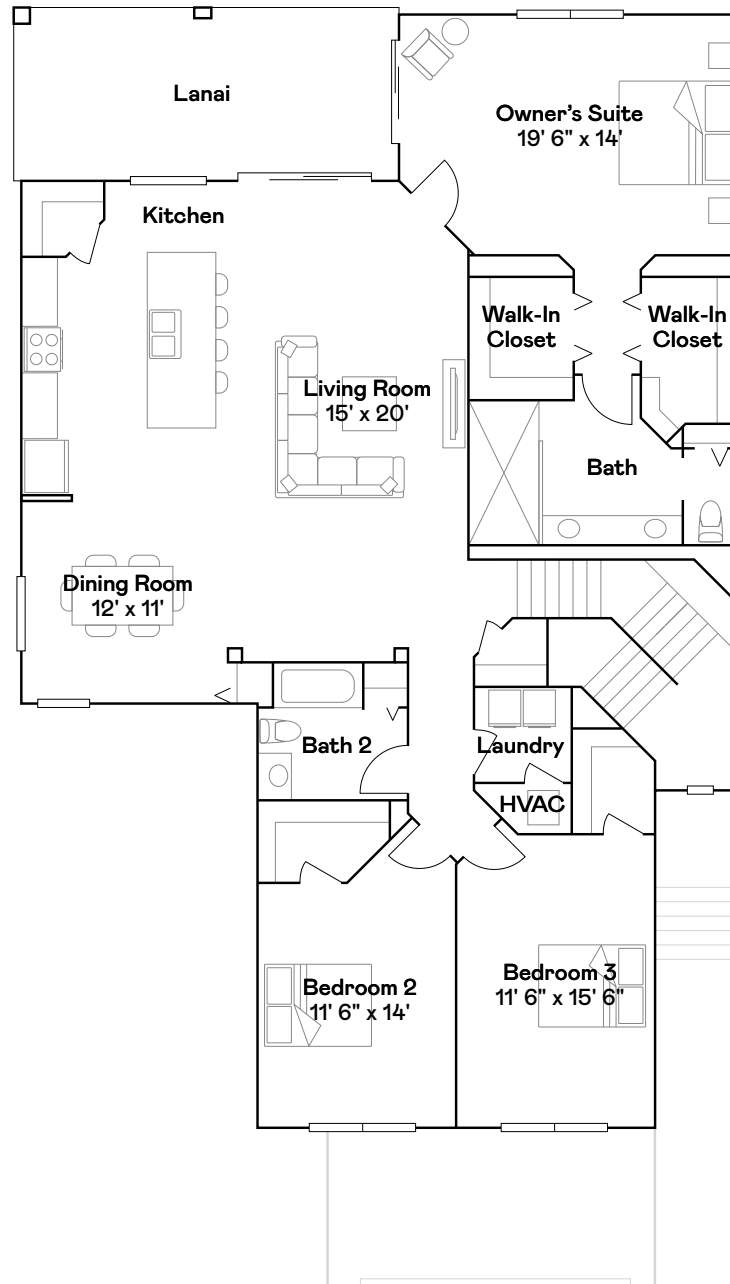 Lanai
Owner's Suite
19' 6" x 14'
Kitchen
Walk-In
Closet
Walk-In
Closet
Living Room
15' x 20'
Bath
Dining Room
12' x 11'
Bath 2
Laundry
HVAC
Bedroom 2
11' 6" x 14'
Bedroom 3
11' 6" x 15' 6"